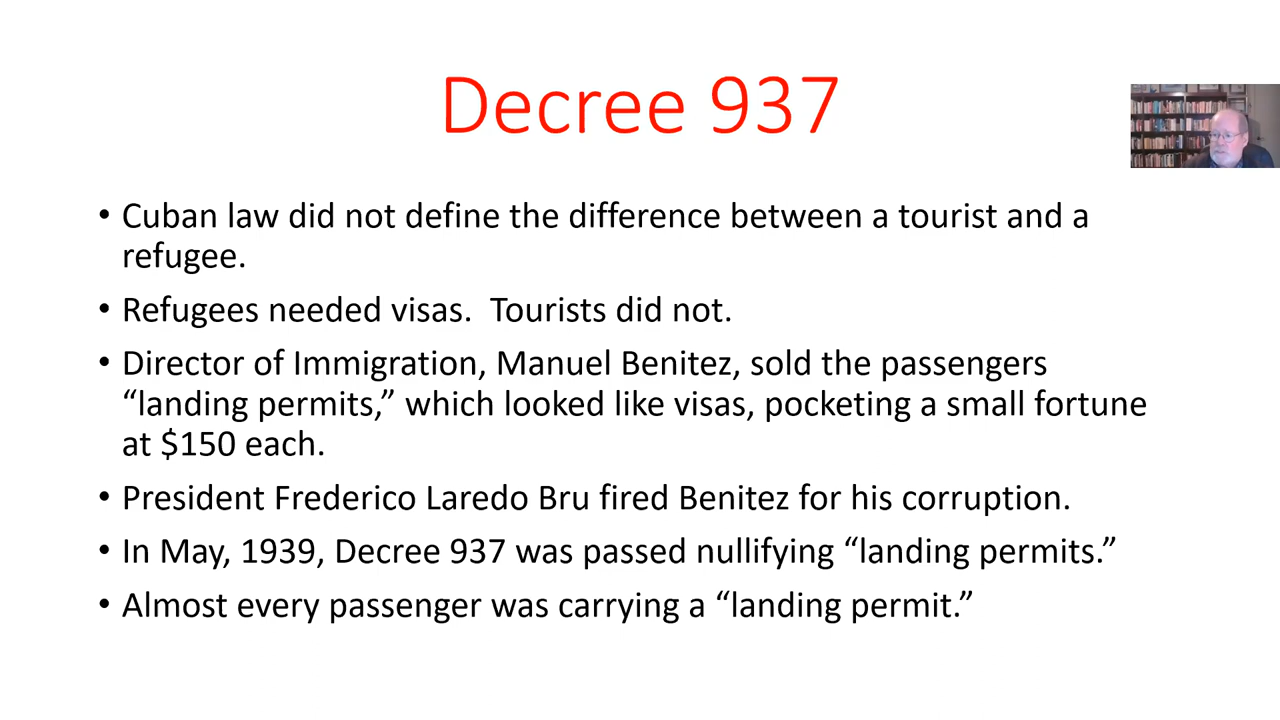 Decree 937
• Cuban law did not define the difference between a tourist and a
refugee.
• Refugees needed visas.  Tourists did not.
• Director of Immigration, Manuel Benitez, sold the passengers
“landing permits,” which looked like visas, pocketing a small fortune
at $150 each.
• President Frederico Laredo Bru fired Benitez for his corruption.
• In May, 1939, Decree 937 was passed nullifying “landing permits.”
• Almost every passenger was carrying a “landing permit.”